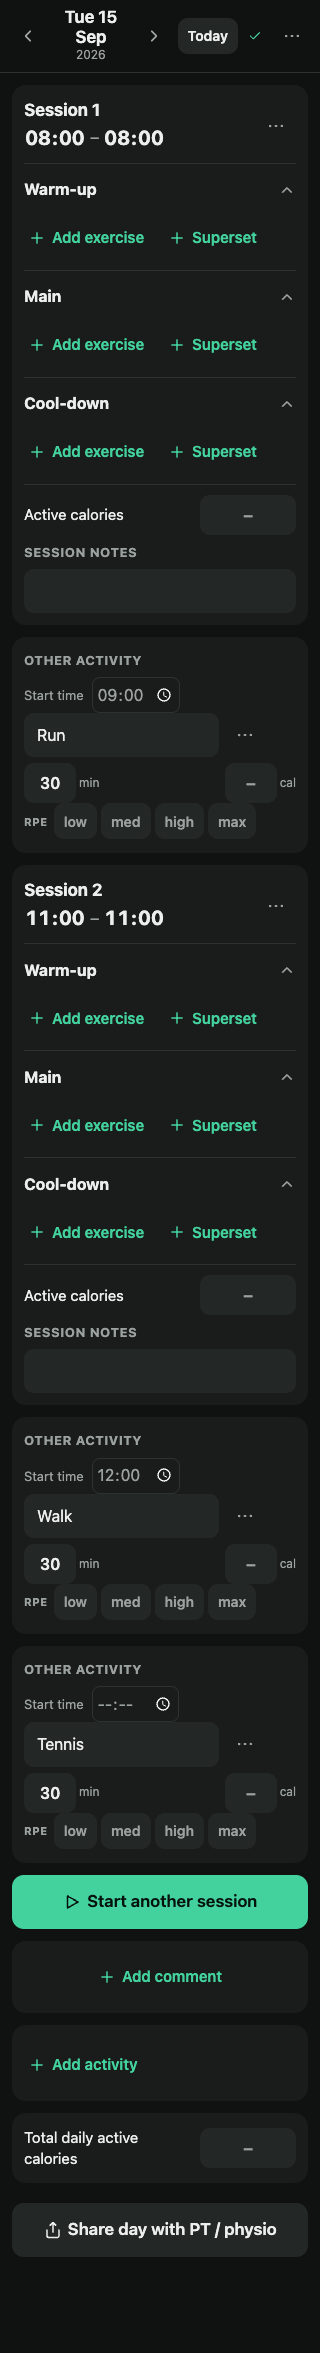 Tue 15
Sep
2026
Today
Session 1
08:00 – 08:00
Warm-up
+ Add exercise + Superset
Main
+ Add exercise + Superset
Cool-down
+ Add exercise + Superset
Active calories –
SESSION NOTES
OTHER ACTIVITY
Start time 09:00
Run
30 min – cal
RPE low med high max
Session 2
11:00 – 11:00
Warm-up
+ Add exercise + Superset
Main
+ Add exercise + Superset
Cool-down
+ Add exercise + Superset
Active calories –
SESSION NOTES
OTHER ACTIVITY
Start time 12:00
Walk
30 min – cal
RPE low med high max
OTHER ACTIVITY
Start time --:--
Tennis
30 min – cal
RPE low med high max
Start another session
+ Add comment
+ Add activity
Total daily active
calories –
Share day with PT / physio